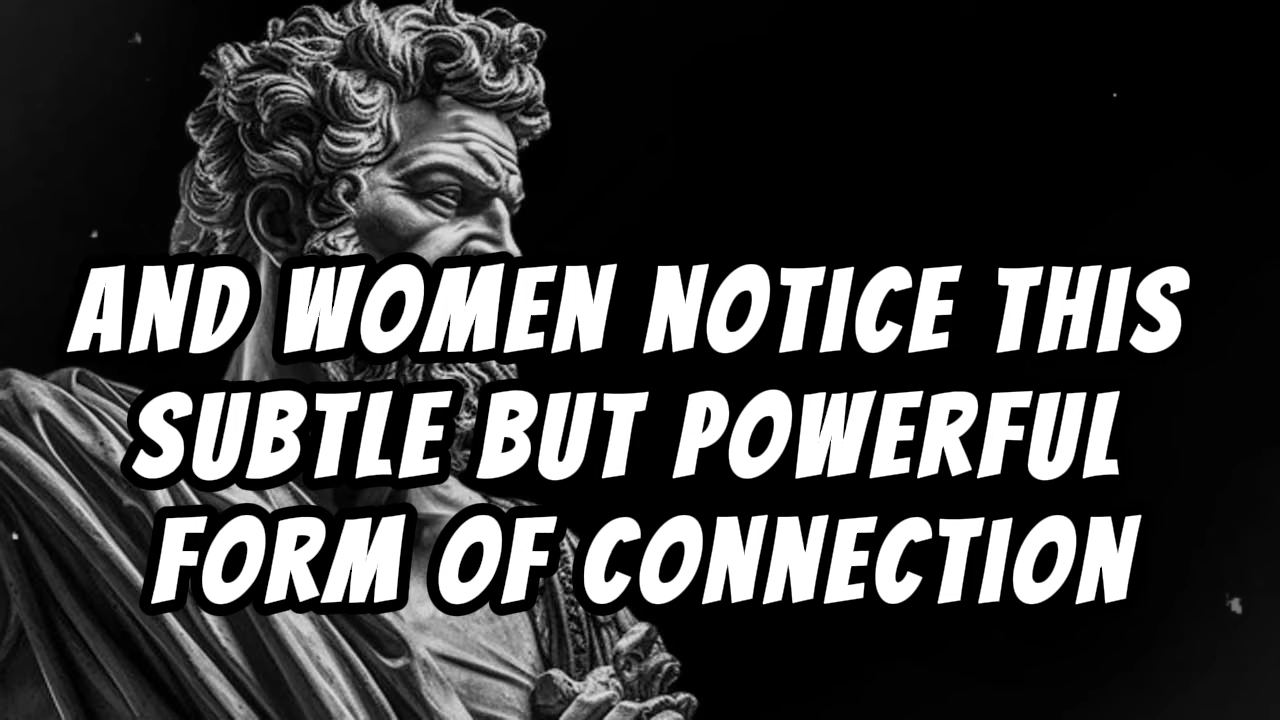 AND WOMEN NOTICE THIS
SUBTLE BUT POWERFUL
FORM OF CONNECTION